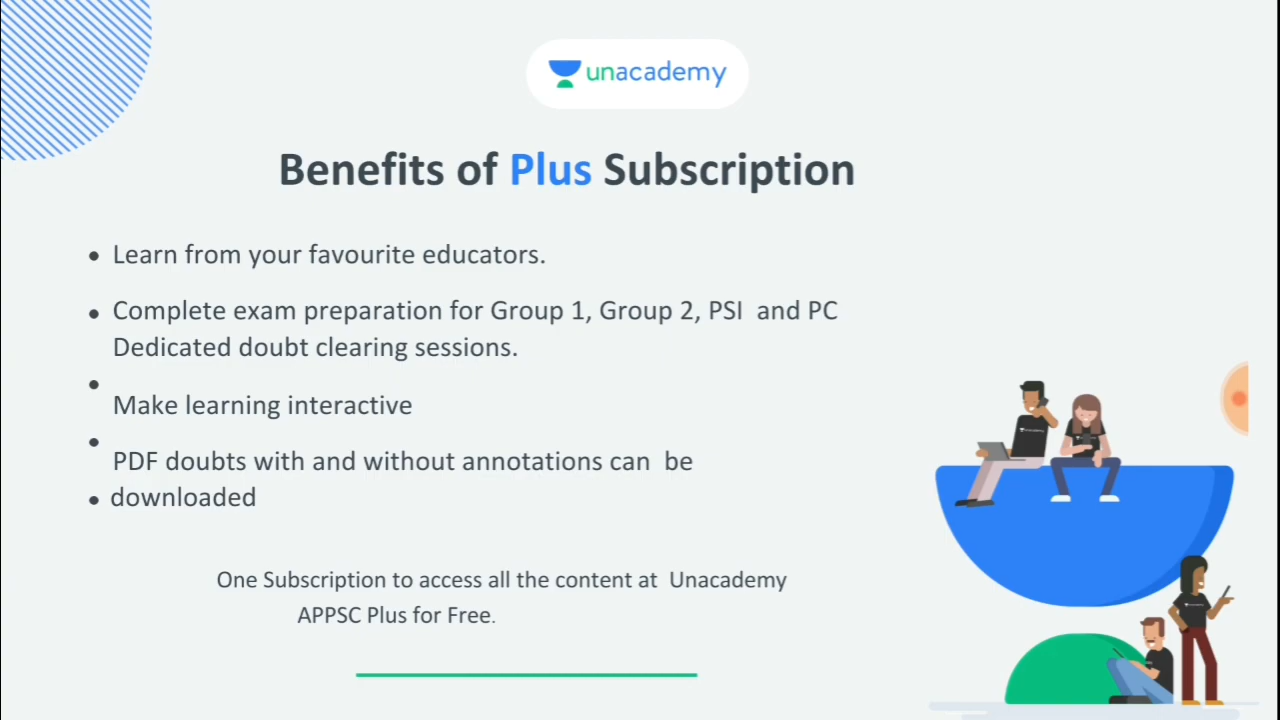 unacademy
Benefits of Plus Subscription
• Learn from your favourite educators.
• Complete exam preparation for Group 1, Group 2, PSI and PC
Dedicated doubt clearing sessions.
•
Make learning interactive
•
PDF doubts with and without annotations can be
• downloaded
One Subscription to access all the content at Unacademy
APPSC Plus for Free.